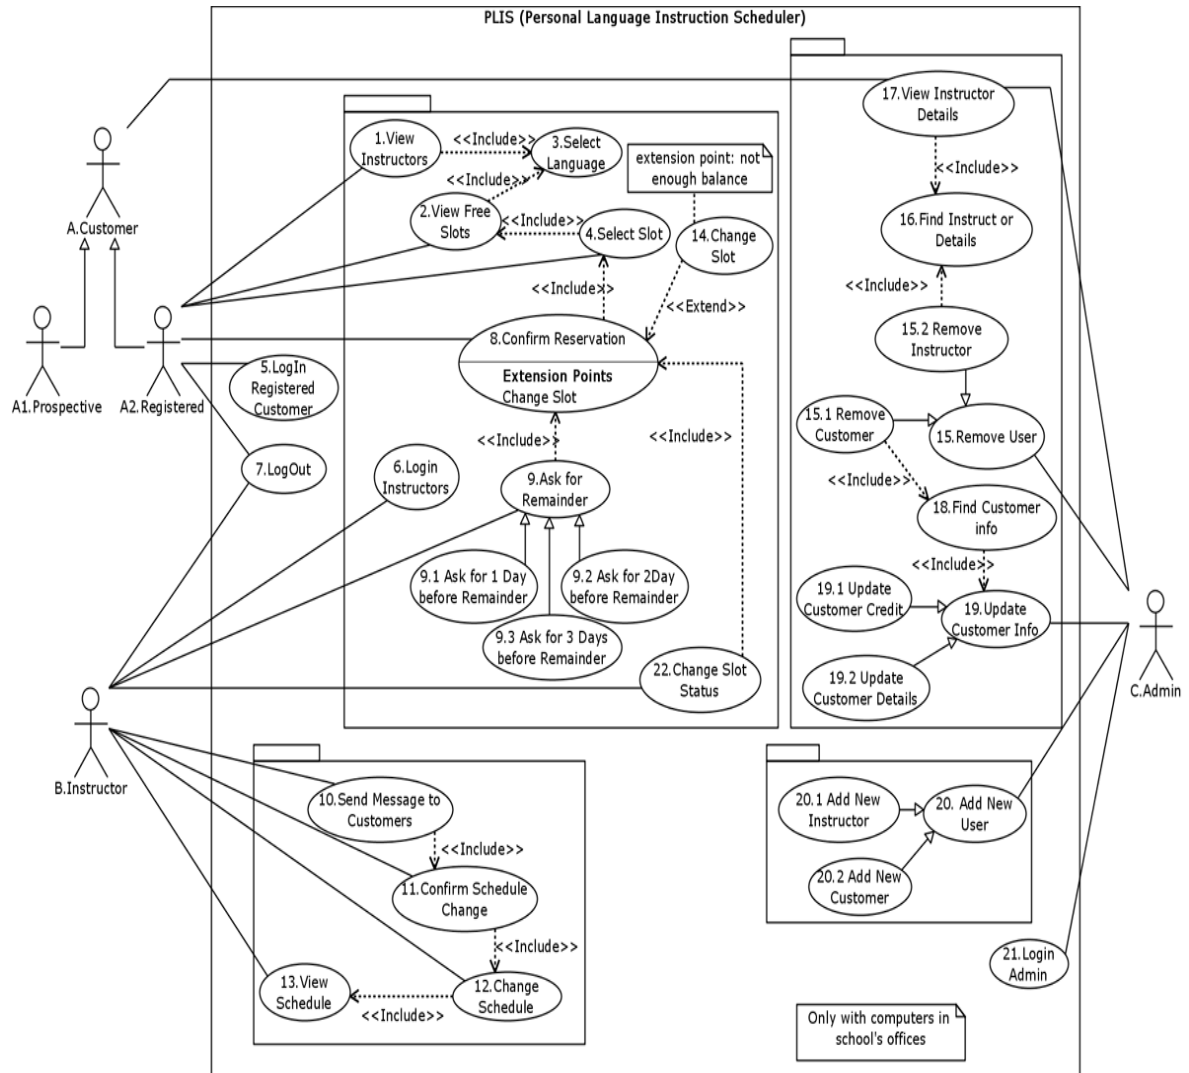 PLIS (Personal Language Instruction Scheduler)
17.View Instructor
Details
1.View
Instructors
<<Include>>
3.Select
Language
extension point: not
enough balance
<<Include>>
<<Include>>
2.View Free
Slots
<<Include>>
4.Select Slot
14.Change
Slot
16.Find Instruct or
Details
A.Customer
<<Include>>
<<Extend>>
<<Include>>
8.Confirm Reservation
Extension Points
Change Slot
15.2 Remove
Instructor
A1.Prospective
A2.Registered
5.LogIn
Registered
Customer
15.1 Remove
Customer
15.Remove User
<<Include>>
<<Include>>
7.LogOut
6.Login
Instructors
9.Ask for
Remainder
<<Include>>
18.Find Customer
info
<<Include>>
9.1 Ask for 1 Day
before Remainder
9.2 Ask for 2Day
before Remainder
9.3 Ask for 3 Days
before Remainder
19.1 Update
Customer Credit
19.Update
Customer Info
22.Change Slot
Status
19.2 Update
Customer Details
C.Admin
B.Instructor
10.Send Message to
Customers
<<Include>>
11.Confirm Schedule
Change
<<Include>>
13.View
Schedule
12.Change
Schedule
<<Include>>
20.1 Add New
Instructor
20. Add New
User
20.2 Add New
Customer
21.Login
Admin
Only with computers in
school's offices